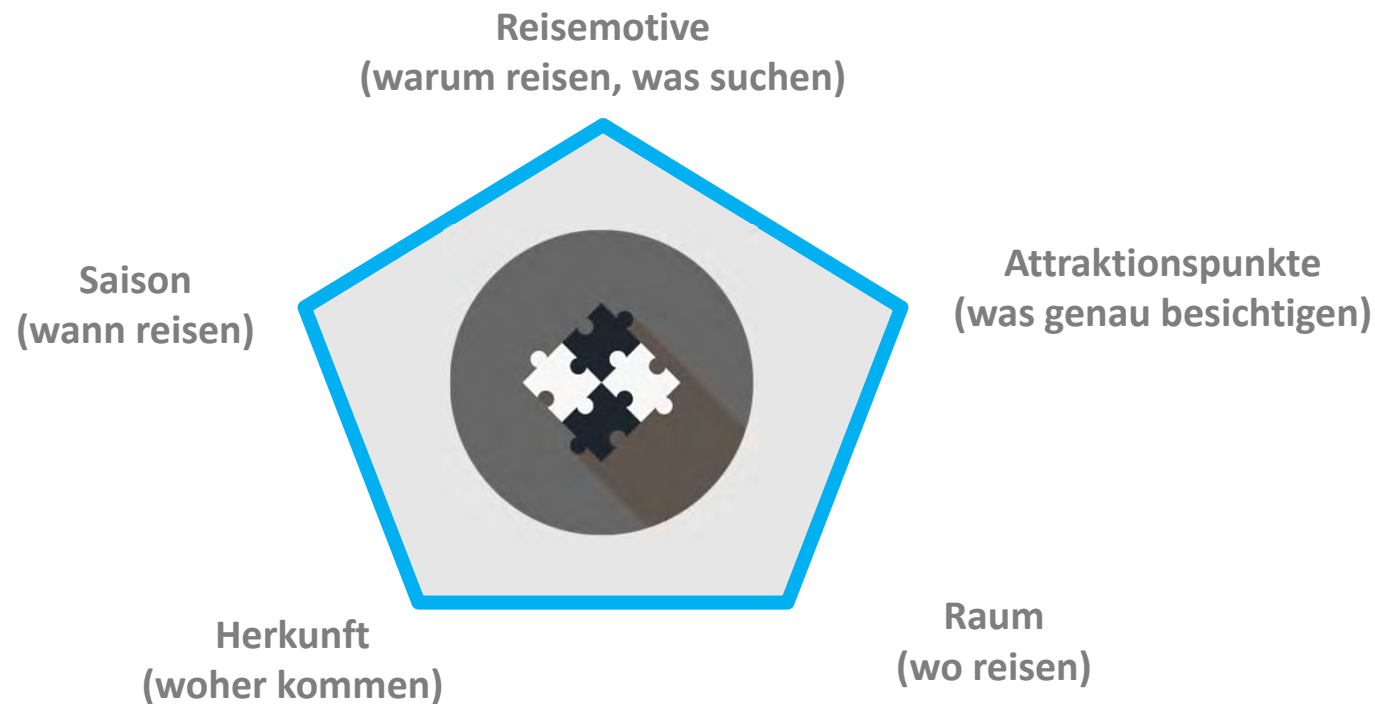 Reisemotive
(warum reisen, was suchen)
Attraktionspunkte
(was genau besichtigen)
Saison
(wann reisen)
Raum
(wo reisen)
Herkunft
(woher kommen)